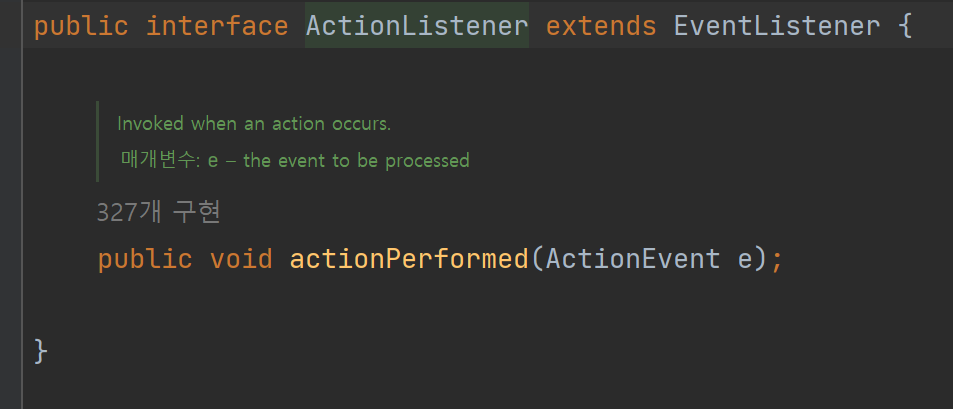 public interface ActionListener extends EventListener {
Invoked when an action occurs.
매개변수: e – the event to be processed
327개 구현
public void actionPerformed(ActionEvent e);
}